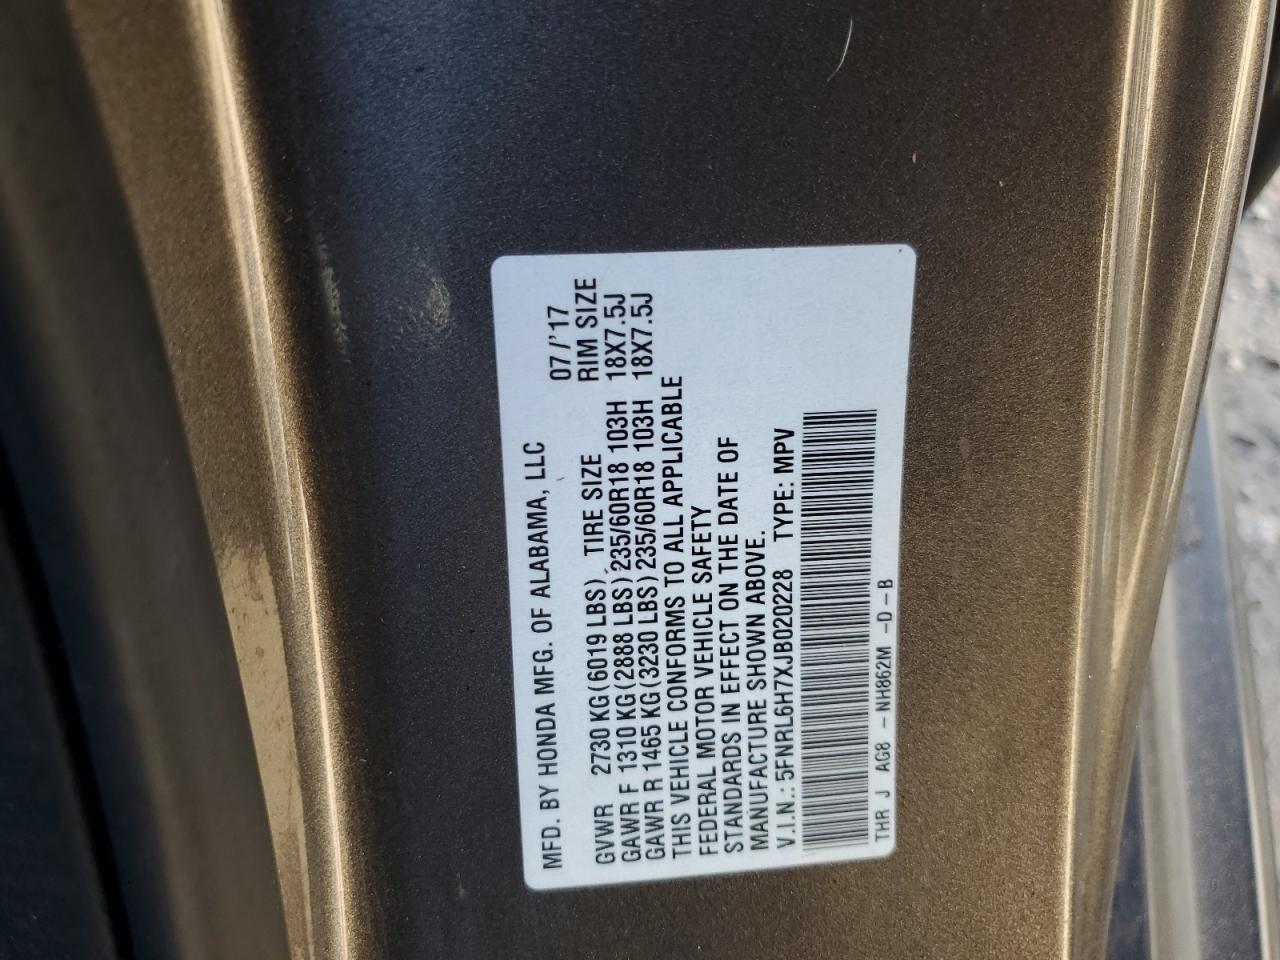 MFD. BY HONDA MFG. OF ALABAMA, LLC
07/'17
GVWR 2730 KG(6019 LBS) TIRE SIZE RIM SIZE
GAWR F 1310 KG(2888 LBS)235/60R18 103H 18X7.5J
GAWR R 1465 KG(3230 LBS)235/60R18 103H 18X7.5J
THIS VEHICLE CONFORMS TO ALL APPLICABLE
FEDERAL MOTOR VEHICLE SAFETY
STANDARDS IN EFFECT ON THE DATE OF
MANUFACTURE SHOWN ABOVE.
V.I.N.: 5FNRL6H7XJB020228 TYPE: MPV
THR J AG8 -NH862M -D-B